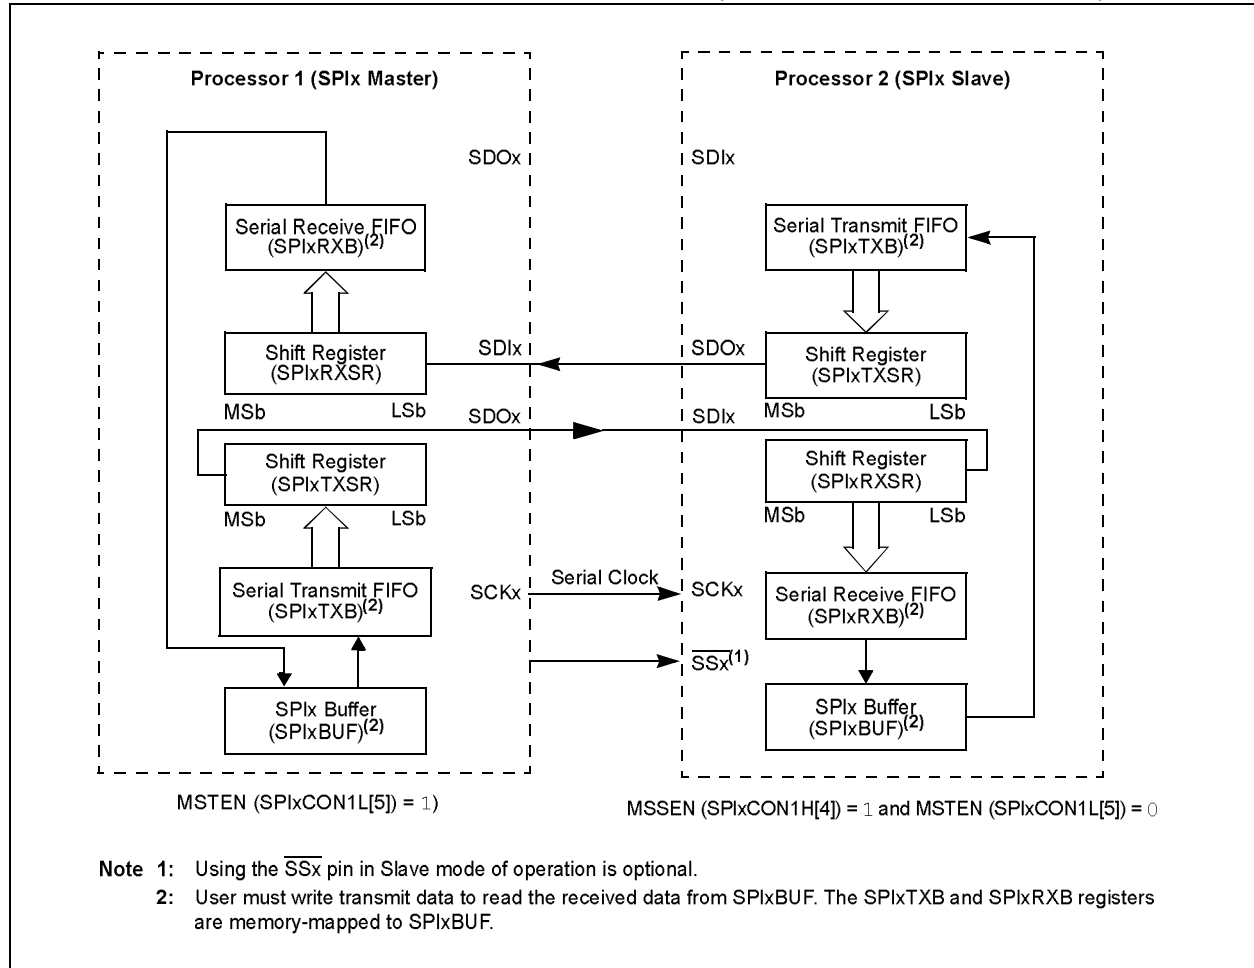 Processor 1 (SPIx Master)
Processor 2 (SPIx Slave)
SDOx
SDIx
Serial Receive FIFO
(SPIxRXB)(2)
Serial Transmit FIFO
(SPIxTXB)(2)
Shift Register
(SPIxRXSR)
SDIx
SDOx
Shift Register
(SPIxTXSR)
MSb
LSb
MSb
LSb
SDOx
SDIx
Shift Register
(SPIxTXSR)
Shift Register
(SPIxRXSR)
MSb
LSb
MSb
LSb
Serial Transmit FIFO
(SPIxTXB)(2)
SCKx
Serial Clock
SCKx
Serial Receive FIFO
(SPIxRXB)(2)
SSx(1)
SPIx Buffer
(SPIxBUF)(2)
SPIx Buffer
(SPIxBUF)(2)
MSTEN (SPIxCON1L[5]) = 1)
MSSEN (SPIxCON1H[4]) = 1 and MSTEN (SPIxCON1L[5]) = 0
Note 1: Using the SSx pin in Slave mode of operation is optional.
2: User must write transmit data to read the received data from SPIxBUF. The SPIxTXB and SPIxRXB registers
are memory-mapped to SPIxBUF.